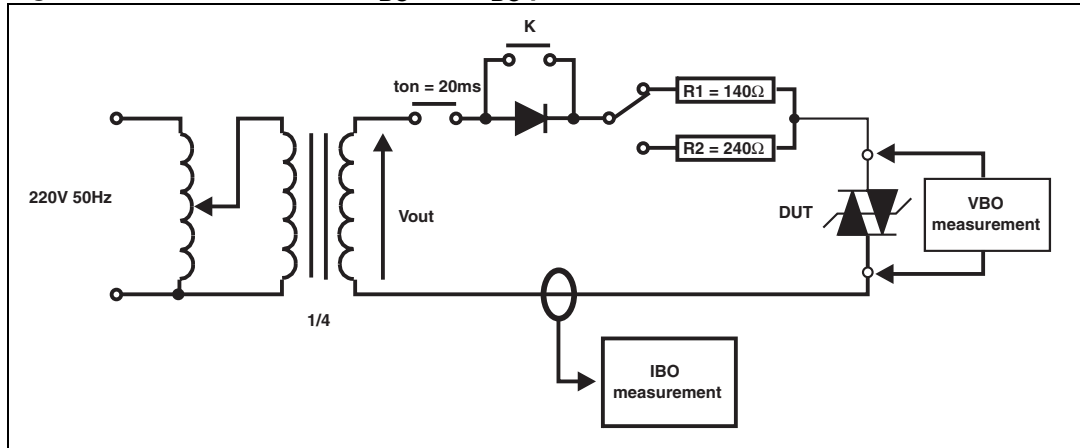 K
ton = 20ms
R1 = 140Ω
R2 = 240Ω
220V 50Hz
Vout
DUT
VBO
measurement
1/4
IBO
measurement